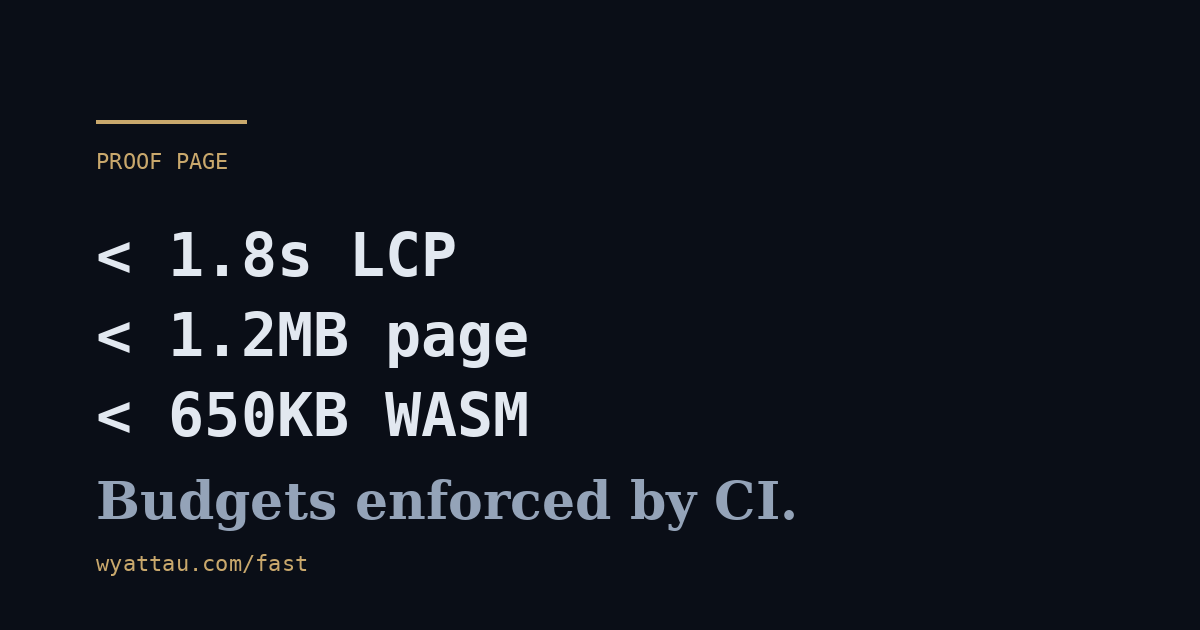 PROOF PAGE
< 1.8s LCP
< 1.2MB page
< 650KB WASM
Budgets enforced by CI.
wyattau.com/fast